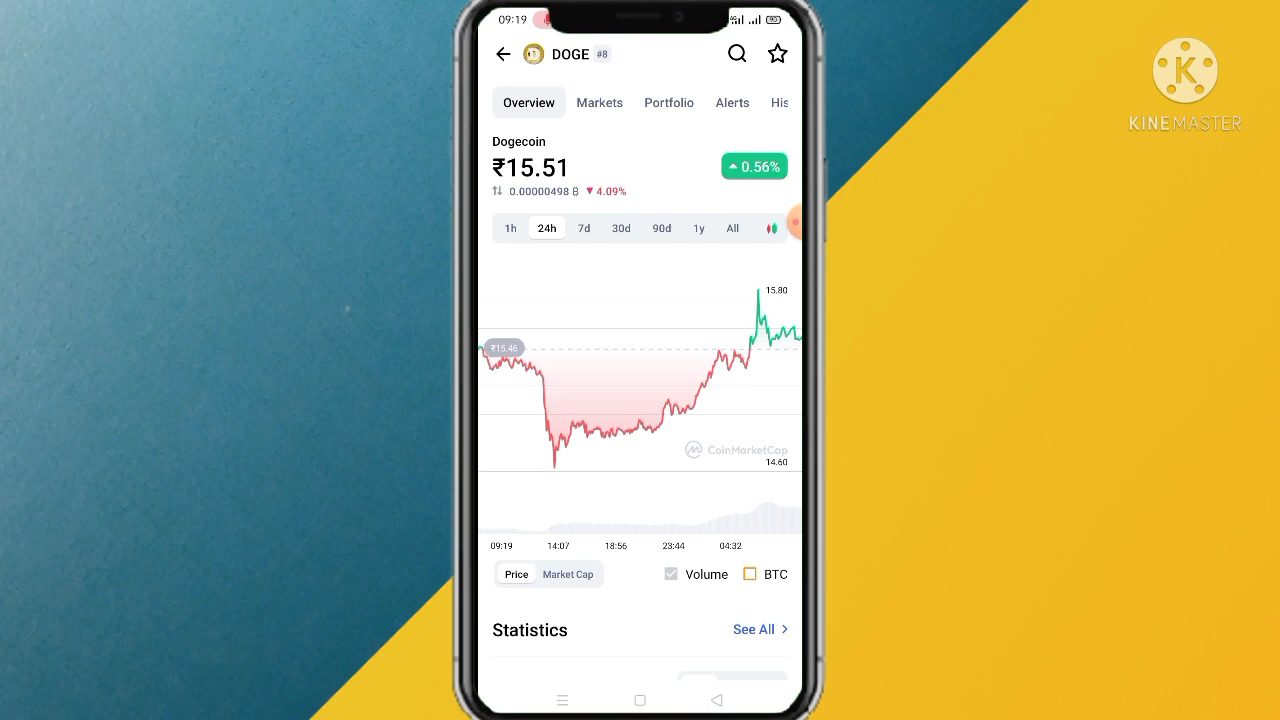 09:19
90
DOGE #8
Overview Markets Portfolio Alerts His
Dogecoin
₹15.51
0.56%
0.00000498 ₿ ▼ 4.09%
1h 24h 7d 30d 90d 1y All
15.80
₹15.46
CoinMarketCap
14.60
09:19 14:07 18:56 23:44 04:32
Price Market Cap
Volume BTC
Statistics See All >
K
KINEMASTER